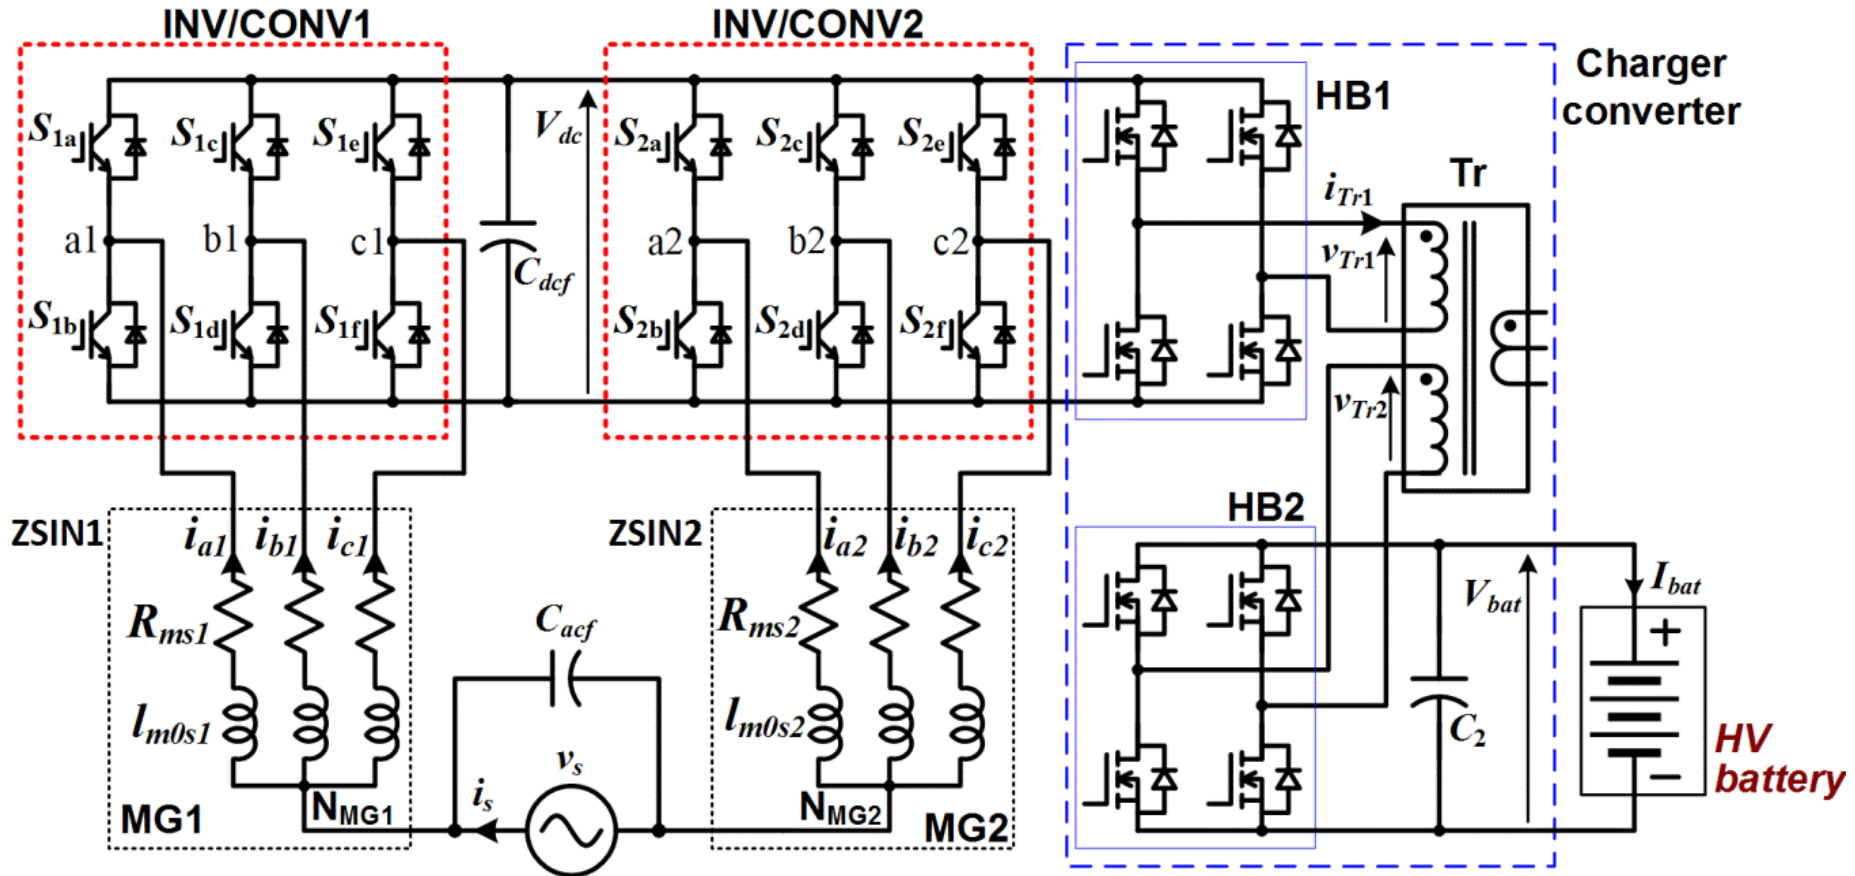 INV/CONV1
INV/CONV2
Charger
converter
HB1
S1a
S1c
S1e
Vdc
S2a
S2c
S2e
Tr
iTr1
a1
b1
c1
Cdcf
a2
b2
c2
vTr1
S1b
S1d
S1f
S2b
S2d
S2f
vTr2
ZSIN1
ia1
ib1
ic1
ZSIN2
ia2
ib2
ic2
HB2
Rms1
Cacf
Rms2
Vbat
Ibat
+
lm0s1
lm0s2
C2
HV
battery
−
vs
is
MG1
NMG1
NMG2
MG2